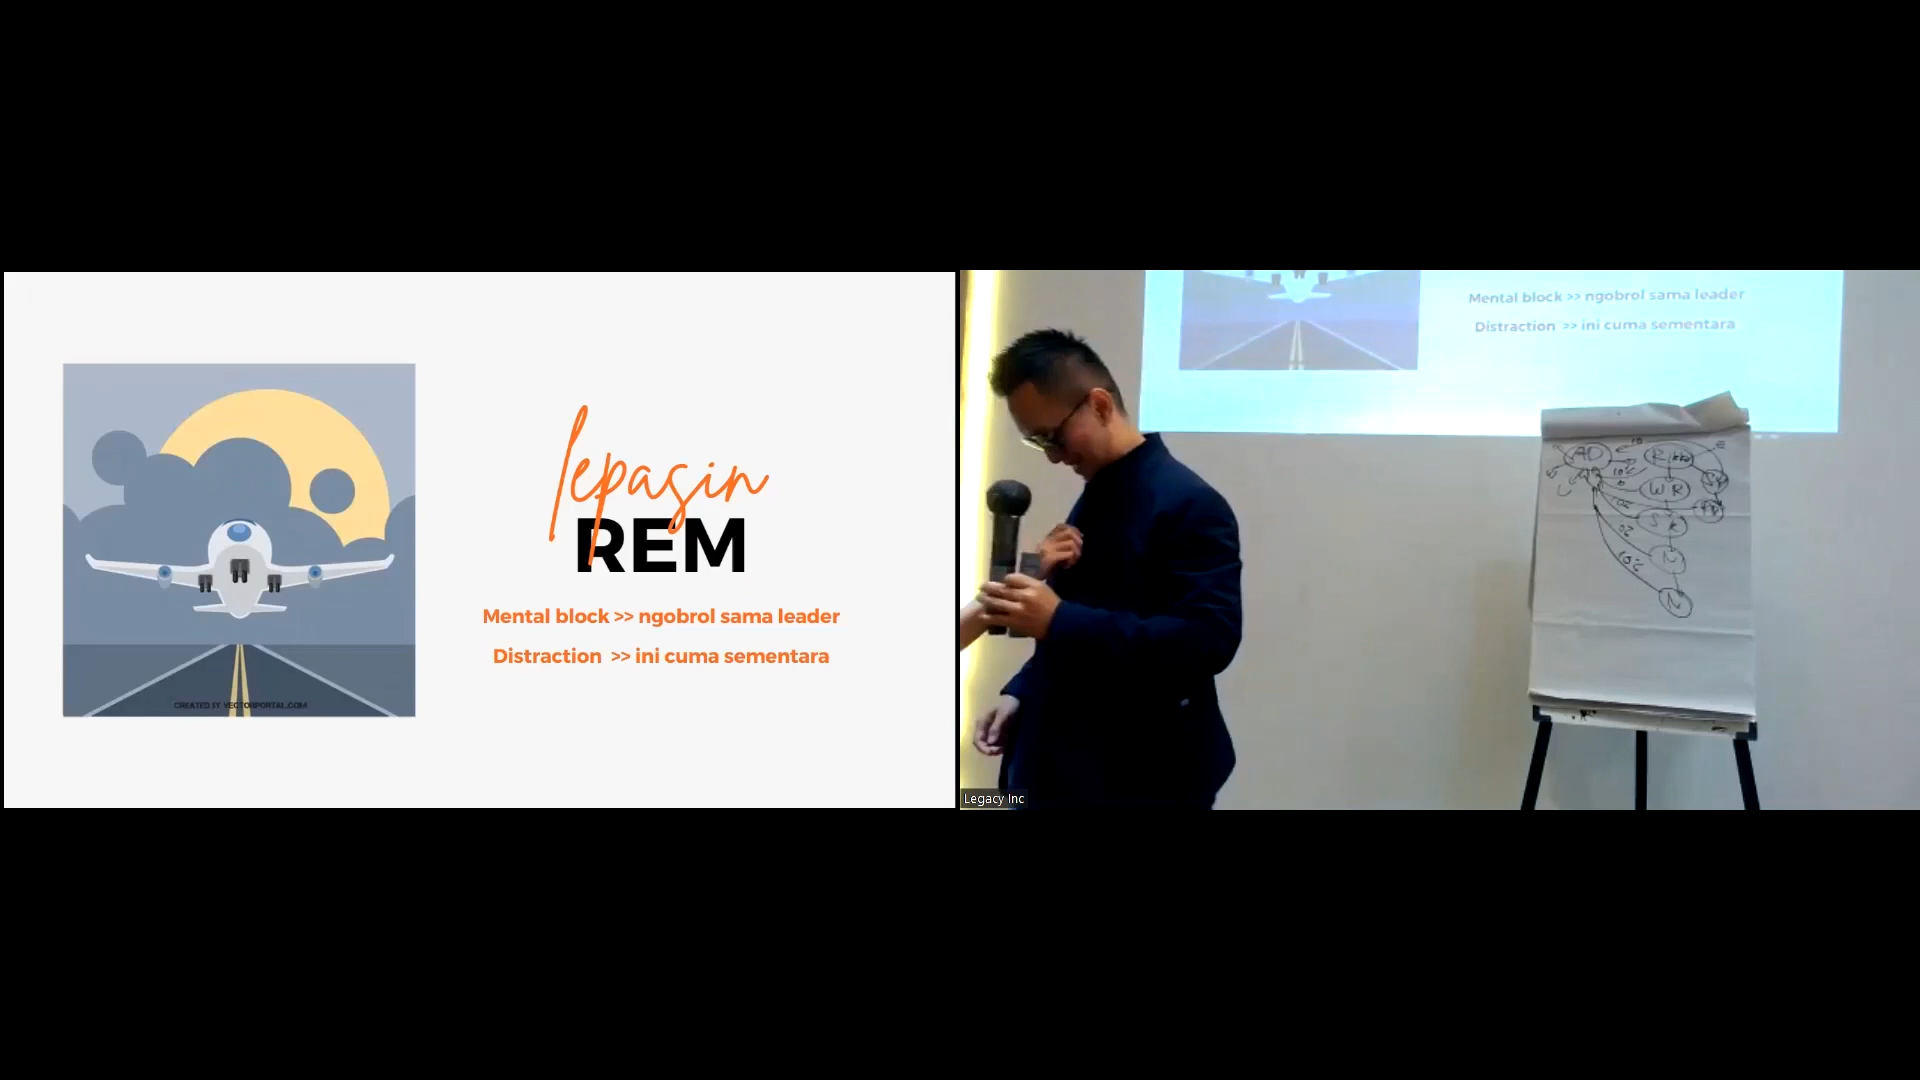 lepasin
REM
Mental block >> ngobrol sama leader
Distraction >> ini cuma sementara
CREATED BY VECTORPORTAL.COM
Mental block >> ngobrol sama leader
Distraction >> ini cuma sementara
AD
WR
N
N
Legacy Inc